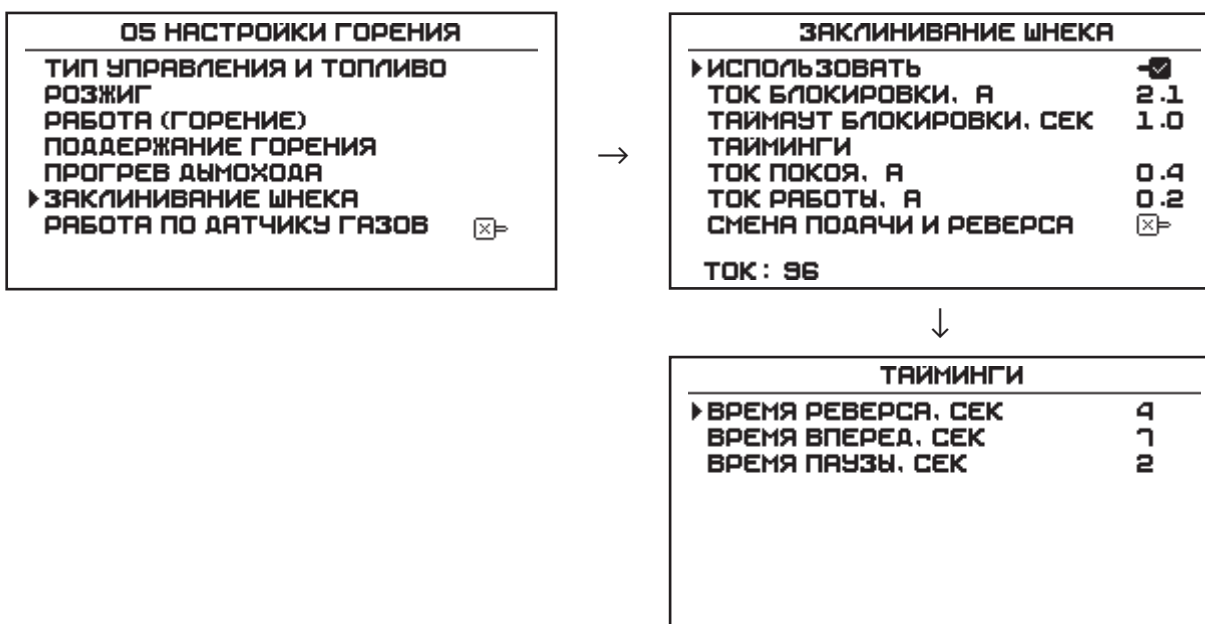 05 НАСТРОЙКИ ГОРЕНИЯ
ТИП УПРАВЛЕНИЯ И ТОПЛИВО
РОЗЖИГ
РАБОТА (ГОРЕНИЕ)
ПОДДЕРЖАНИЕ ГОРЕНИЯ
ПРОГРЕВ ДЫМОХОДА
ЗАКЛИНИВАНИЕ ШНЕКА
РАБОТА ПО ДАТЧИКУ ГАЗОВ
ЗАКЛИНИВАНИЕ ШНЕКА
ИСПОЛЬЗОВАТЬ
ТОК БЛОКИРОВКИ, А 2.1
ТАЙМАУТ БЛОКИРОВКИ, СЕК 1.0
ТАЙМИНГИ
ТОК ПОКОЯ, А 0.4
ТОК РАБОТЫ, А 0.2
СМЕНА ПОДАЧИ И РЕВЕРСА
ТОК: 96
ТАЙМИНГИ
ВРЕМЯ РЕВЕРСА, СЕК 4
ВРЕМЯ ВПЕРЕД, СЕК 7
ВРЕМЯ ПАУЗЫ, СЕК 2